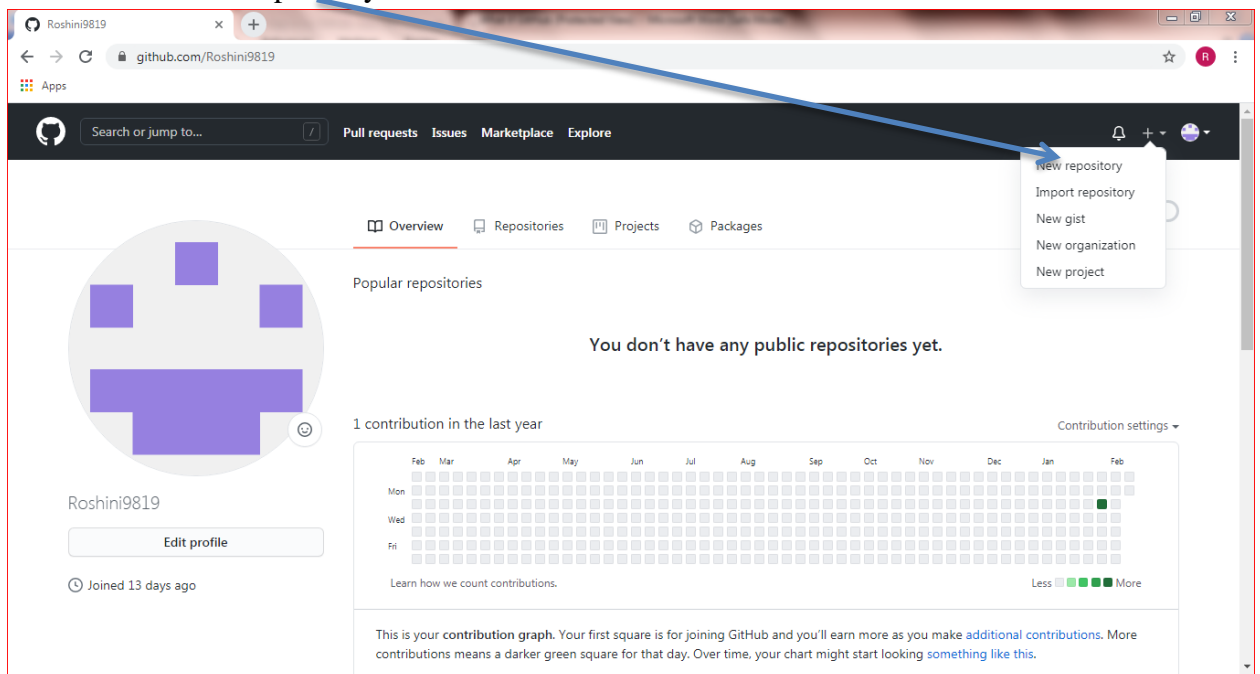 Roshini9819
github.com/Roshini9819
R
Apps
Search or jump to... /
Pull requests Issues Marketplace Explore
New repository
Import repository
New gist
New organization
New project
Overview Repositories Projects Packages
Popular repositories
You don't have any public repositories yet.
1 contribution in the last year
Contribution settings
Feb Mar Apr May Jun Jul Aug Sep Oct Nov Dec Jan Feb
Mon
Wed
Fri
Learn how we count contributions.
Less More
Roshini9819
Edit profile
Joined 13 days ago
This is your contribution graph. Your first square is for joining GitHub and you'll earn more as you make additional contributions. More
contributions means a darker green square for that day. Over time, your chart might start looking something like this.